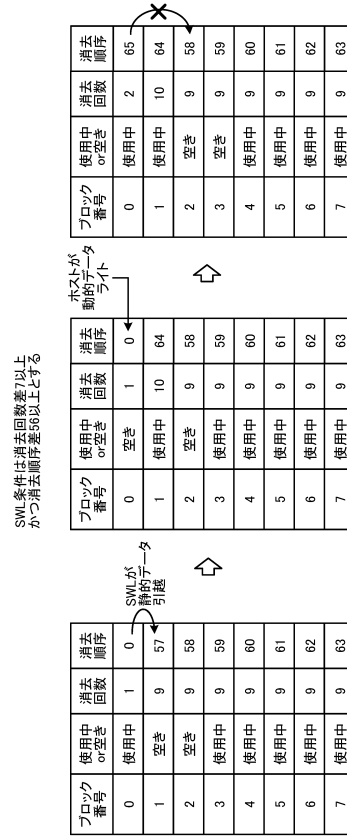 SWL条件は消去回数差7以上
かつ消去順序差56以上とする
SWLが
静的データ
引越
ブロック
番号
使用中
or空き
消去
回数
消去
順序
0 使用中 1 0
1 空き 9 57
2 空き 9 58
3 使用中 9 59
4 使用中 9 60
5 使用中 9 61
6 使用中 9 62
7 使用中 9 63
ホストが
動的データ
ライト
ブロック
番号
使用中
or空き
消去
回数
消去
順序
0 空き 1 0
1 使用中 10 64
2 空き 9 58
3 使用中 9 59
4 使用中 9 60
5 使用中 9 61
6 使用中 9 62
7 使用中 9 63
ブロック
番号
使用中
or空き
消去
回数
消去
順序
0 使用中 2 65
1 使用中 10 64
2 空き 9 58
3 空き 9 59
4 使用中 9 60
5 使用中 9 61
6 使用中 9 62
7 使用中 9 63